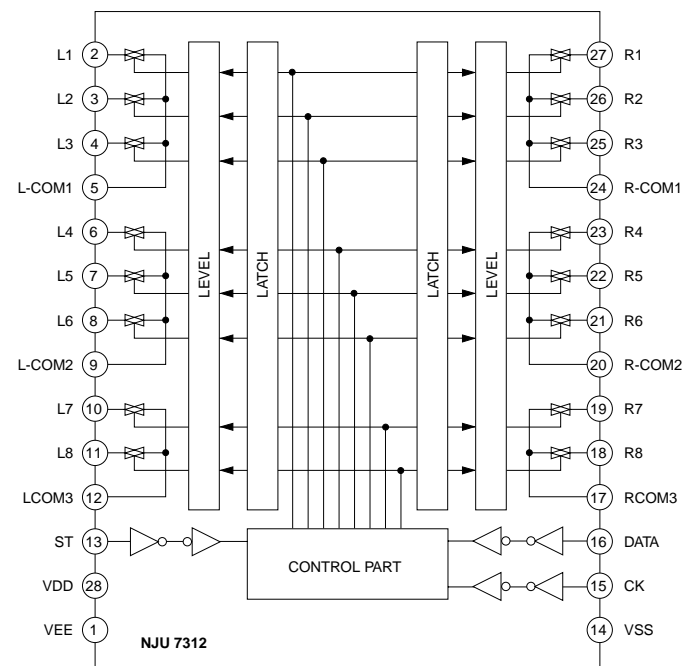 L1 2 27 R1
L2 3 26 R2
L3 4 25 R3
L-COM1 5 24 R-COM1
L4 6 23 R4
LEVEL LATCH LATCH LEVEL
L5 7 22 R5
L6 8 21 R6
L-COM2 9 20 R-COM2
L7 10 19 R7
L8 11 18 R8
LCOM3 12 17 RCOM3
ST 13 16 DATA
CONTROL PART
VDD 28 15 CK
VEE 1 14 VSS
NJU 7312